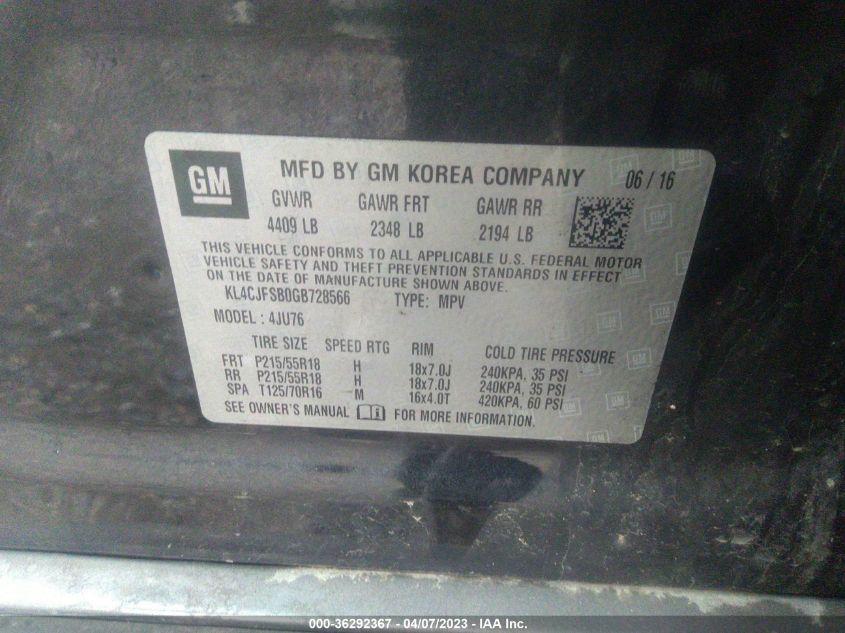 GM
MFD BY GM KOREA COMPANY 06 / 16
GVWR GAWR FRT GAWR RR
4409 LB 2348 LB 2194 LB
THIS VEHICLE CONFORMS TO ALL APPLICABLE U.S. FEDERAL MOTOR
VEHICLE SAFETY AND THEFT PREVENTION STANDARDS IN EFFECT
ON THE DATE OF MANUFACTURE SHOWN ABOVE.
KL4CJFSB0GB728566 TYPE: MPV
MODEL : 4JU76
TIRE SIZE SPEED RTG RIM COLD TIRE PRESSURE
FRT P215/55R18 H 18x7.0J 240KPA, 35 PSI
RR P215/55R18 H 18x7.0J 240KPA, 35 PSI
SPA T125/70R16 M 16x4.0T 420KPA, 60 PSI
SEE OWNER'S MANUAL FOR MORE INFORMATION.
000-36292367 - 04/07/2023 - IAA Inc.